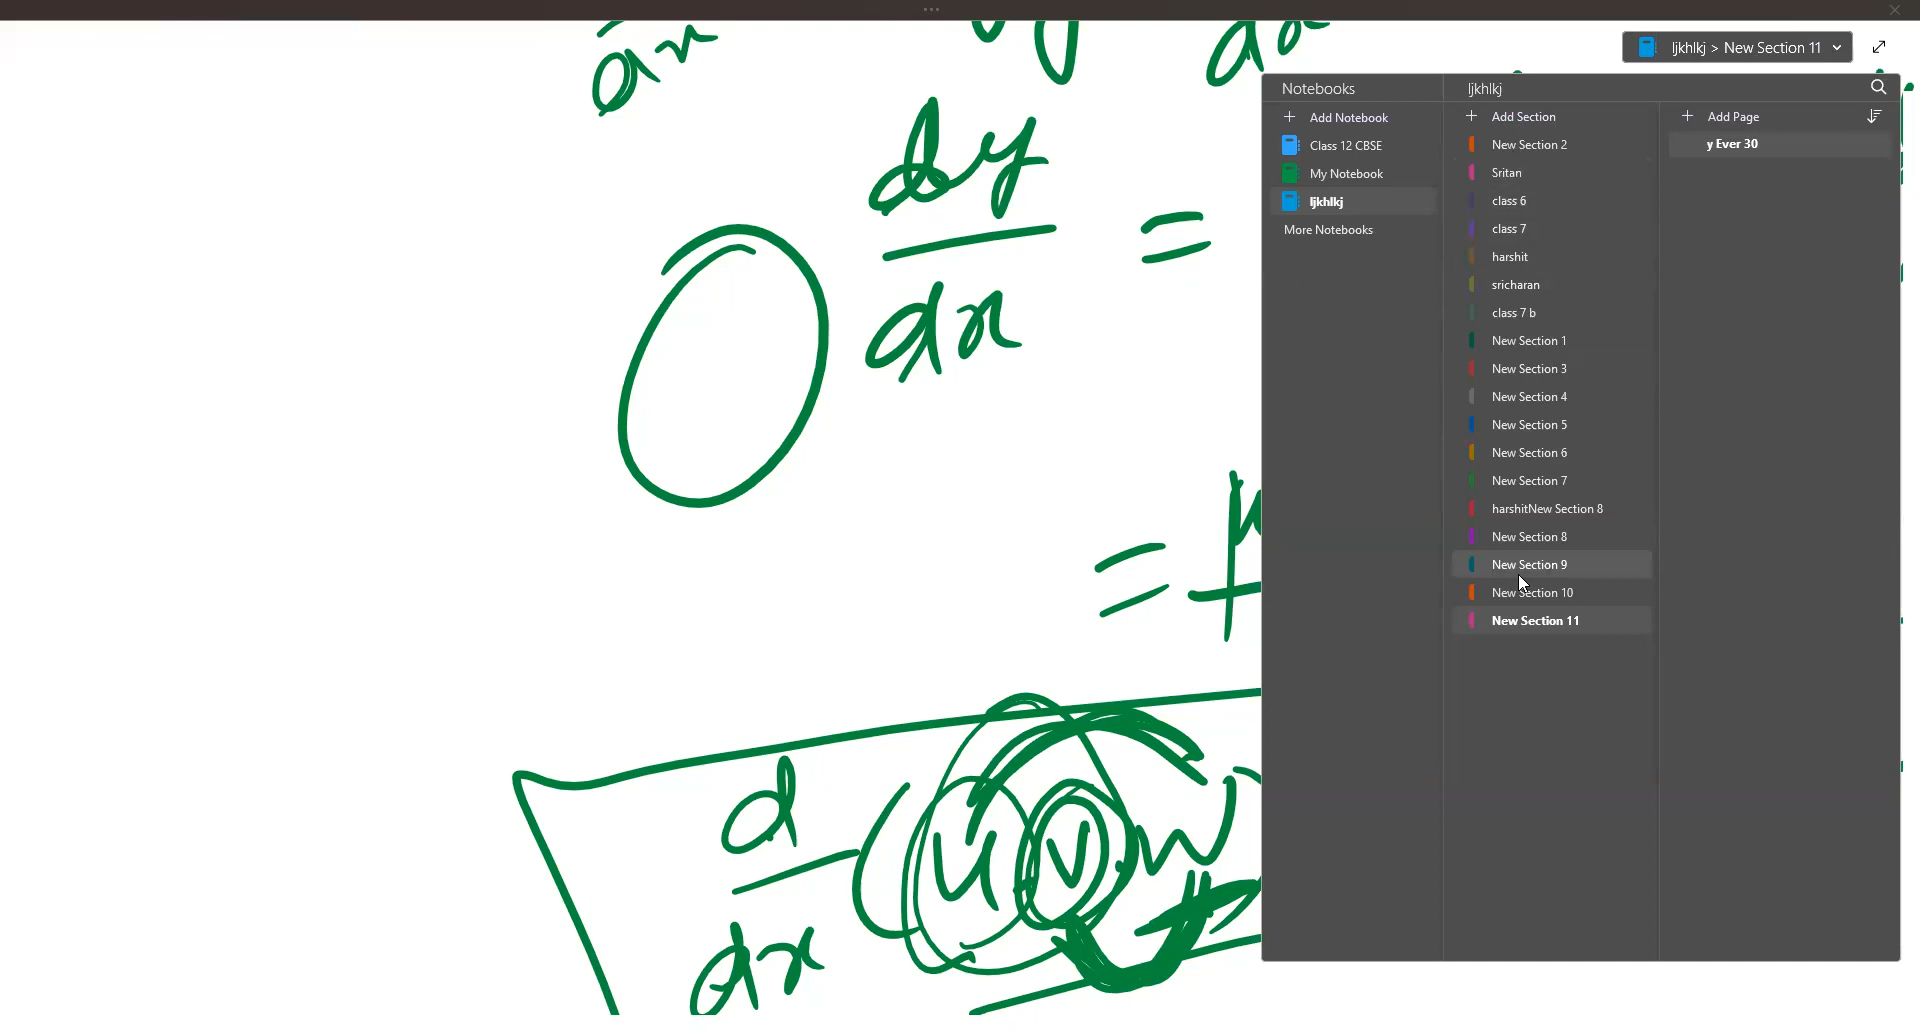 ljkhlkj > New Section 11
Notebooks
ljkhlkj
Add Notebook
Add Section
Add Page
Class 12 CBSE
New Section 2
y Ever 30
My Notebook
Sritan
ljkhlkj
class 6
More Notebooks
class 7
harshit
sricharan
class 7 b
New Section 1
New Section 3
New Section 4
New Section 5
New Section 6
New Section 7
harshitNew Section 8
New Section 8
New Section 9
New Section 10
New Section 11
dx
dx
dy
=
dx
=
d
(u v w)
dx